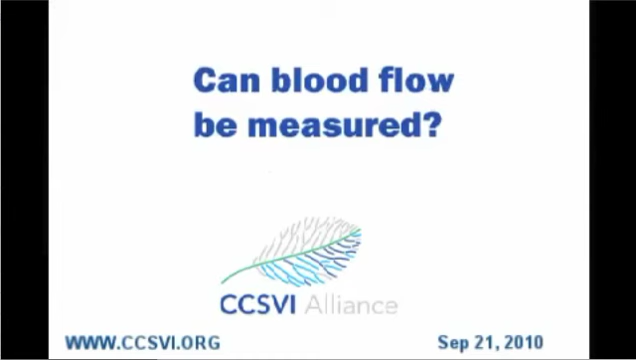 Can blood flow
be measured?
CCSVI Alliance
WWW.CCSVI.ORG
Sep 21, 2010